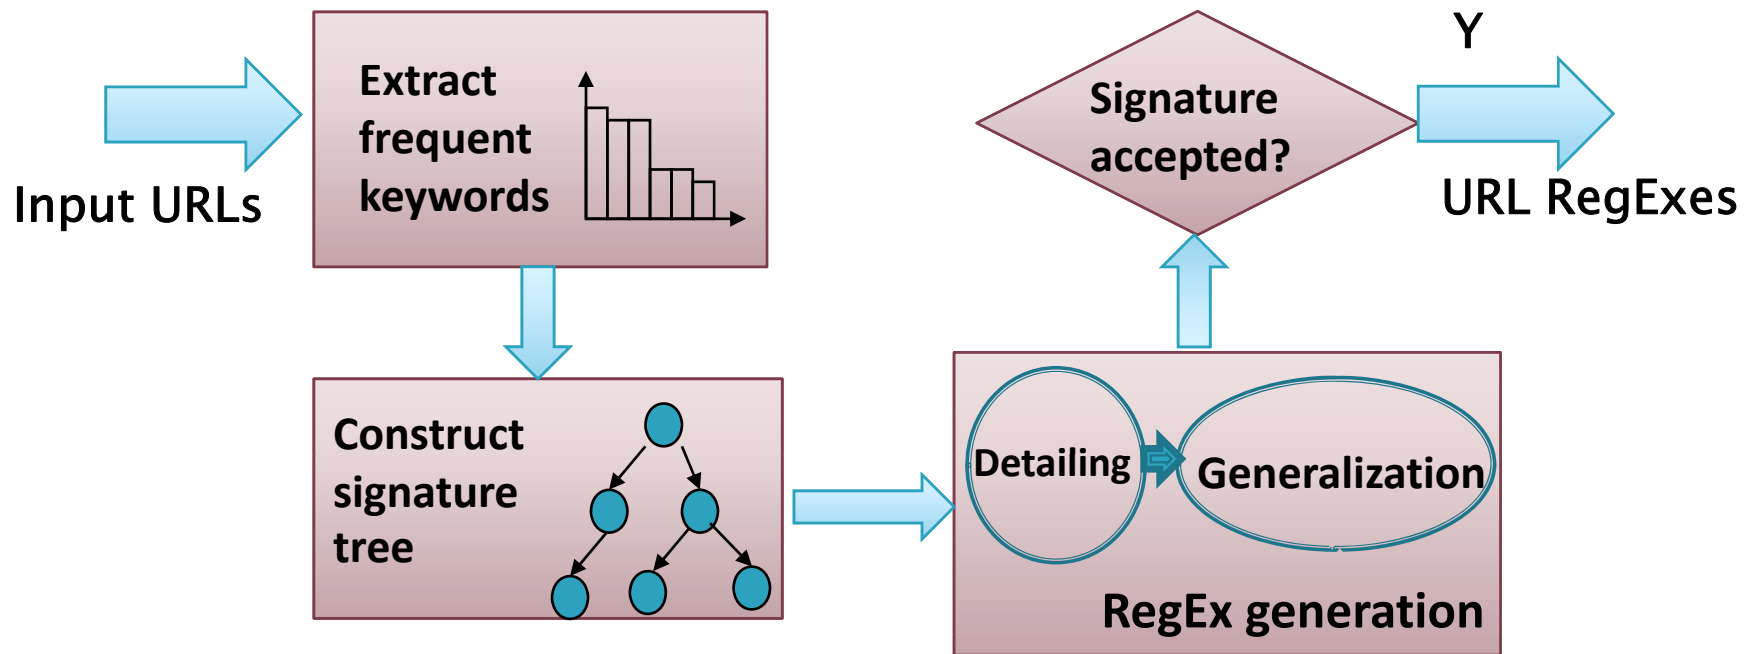 Input URLs
Extract
frequent
keywords
Construct
signature
tree
Detailing
Generalization
RegEx generation
Signature
accepted?
Y
URL RegExes